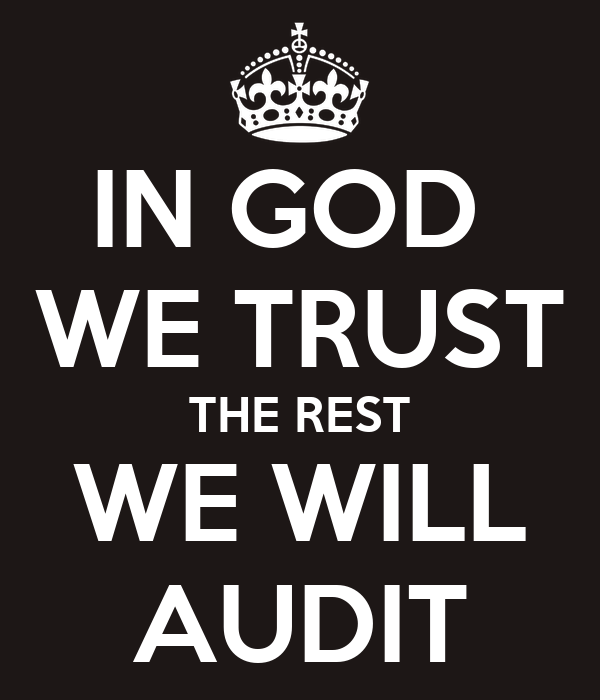 IN GOD
WE TRUST
THE REST
WE WILL
AUDIT